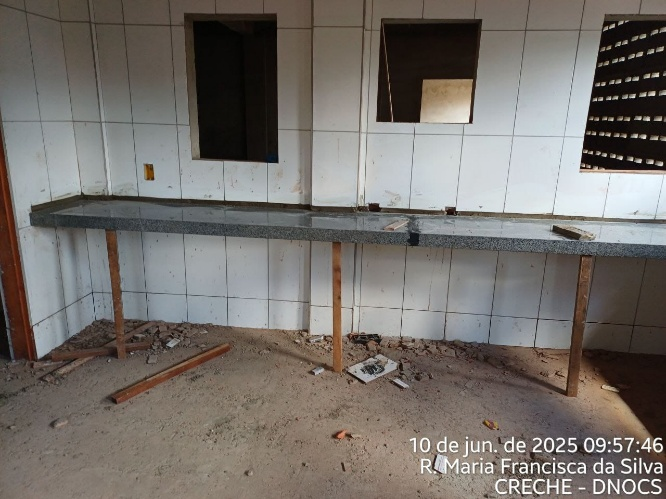 10 de jun. de 2025 09:57:46
R. Maria Francisca da Silva
CRECHE - DNOCS